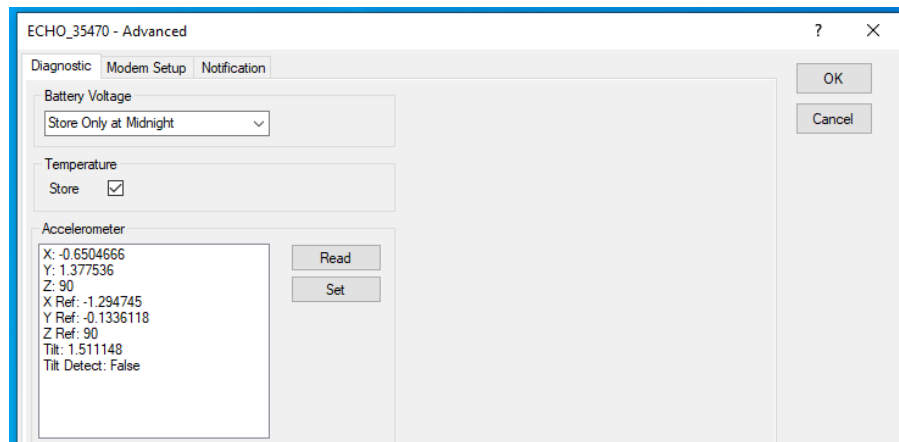 ECHO_35470 - Advanced
?
Diagnostic
Modem Setup
Notification
OK
Cancel
Battery Voltage
Store Only at Midnight
Temperature
Store
Accelerometer
X: -0.6504666
Y: 1.377536
Z: 90
X Ref: -1.294745
Y Ref: -0.1336118
Z Ref: 90
Tilt: 1.511148
Tilt Detect: False
Read
Set